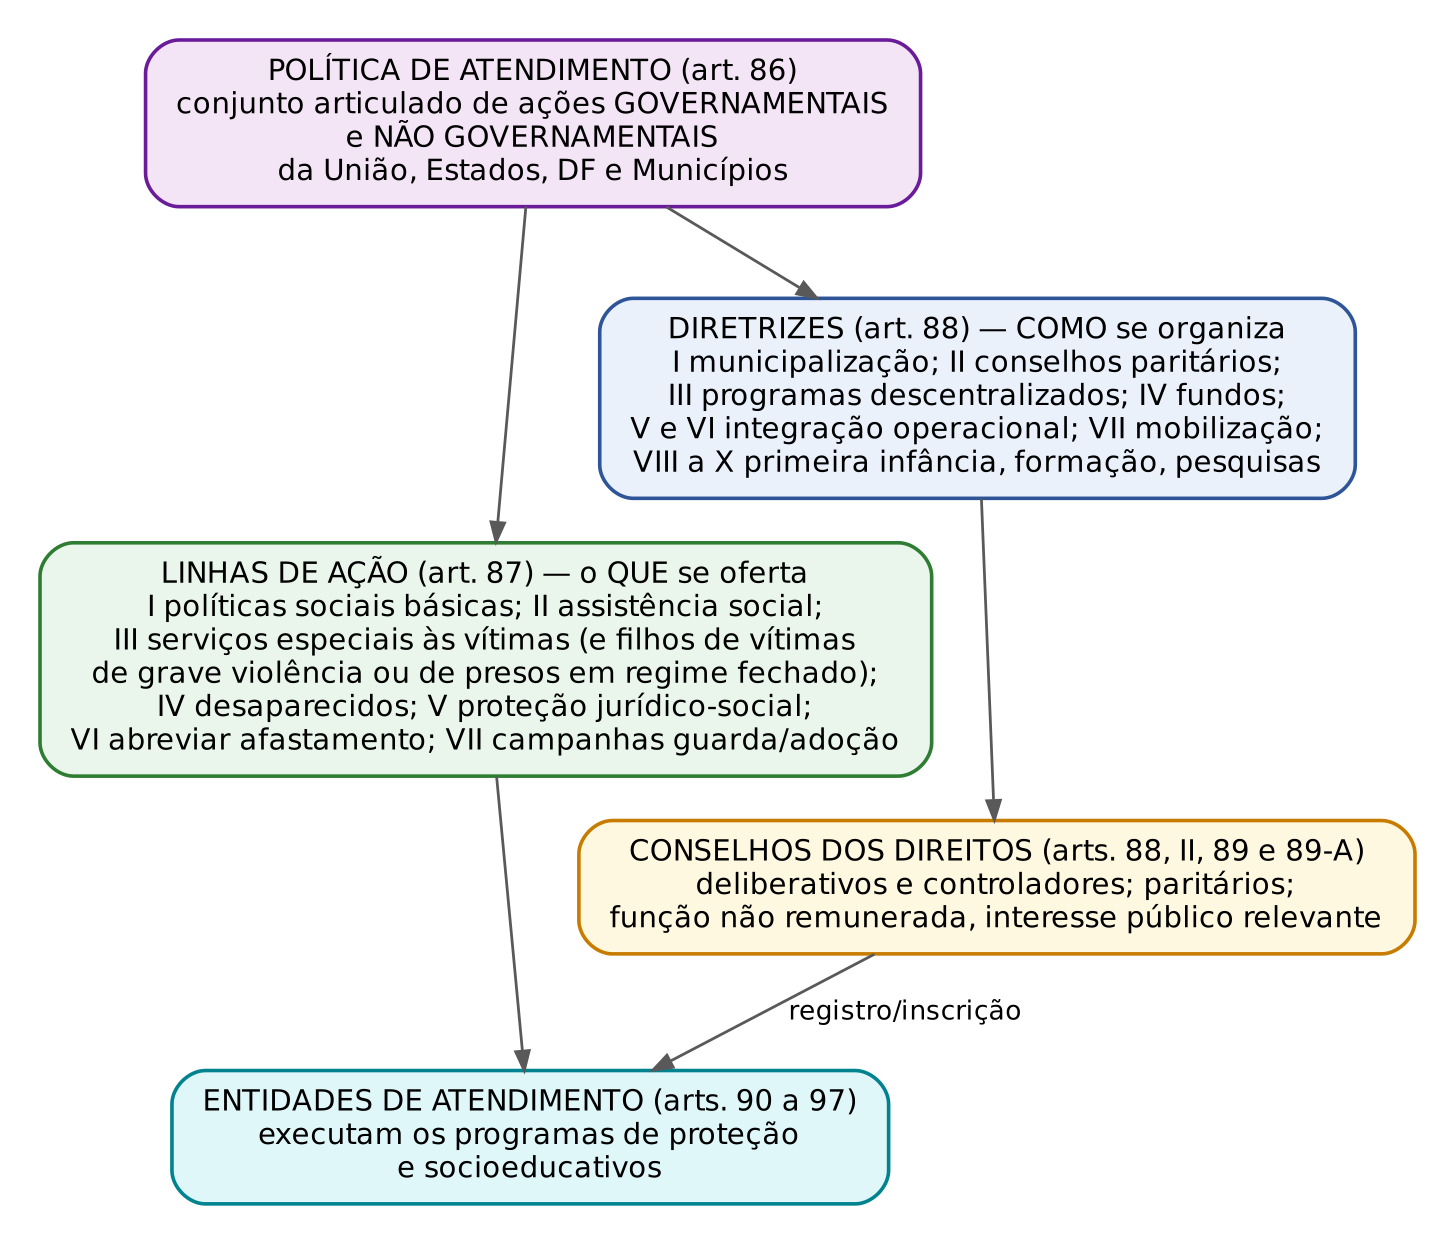 POLÍTICA DE ATENDIMENTO (art. 86)
conjunto articulado de ações GOVERNAMENTAIS
e NÃO GOVERNAMENTAIS
da União, Estados, DF e Municípios
DIRETRIZES (art. 88) — COMO se organiza
I municipalização; II conselhos paritários;
III programas descentralizados; IV fundos;
V e VI integração operacional; VII mobilização;
VIII a X primeira infância, formação, pesquisas
LINHAS DE AÇÃO (art. 87) — o QUE se oferta
I políticas sociais básicas; II assistência social;
III serviços especiais às vítimas (e filhos de vítimas
de grave violência ou de presos em regime fechado);
IV desaparecidos; V proteção jurídico-social;
VI abreviar afastamento; VII campanhas guarda/adoção
CONSELHOS DOS DIREITOS (arts. 88, II, 89 e 89-A)
deliberativos e controladores; paritários;
função não remunerada, interesse público relevante
registro/inscrição
ENTIDADES DE ATENDIMENTO (arts. 90 a 97)
executam os programas de proteção
e socioeducativos